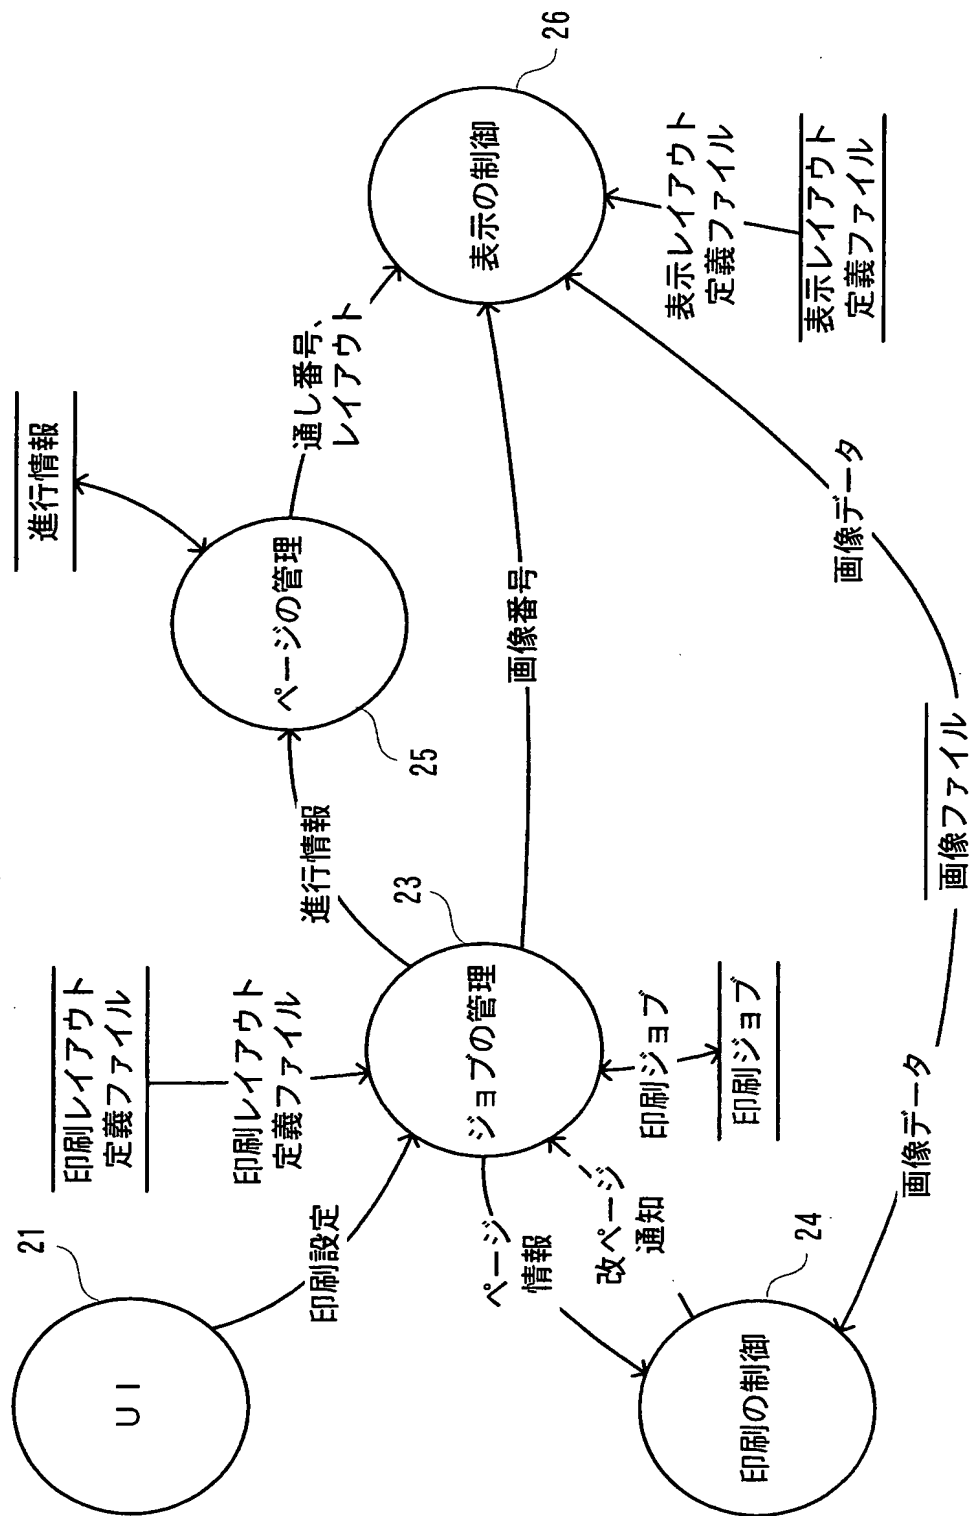 UI
21
印刷レイアウト
定義ファイル
印刷レイアウト
定義ファイル
印刷設定
ジョブの管理
23
ページ
情報
改ページ
通知
印刷ジョブ
印刷ジョブ
印刷の制御
24
進行情報
ページの管理
25
進行情報
通し番号、
レイアウト
画像番号
表示の制御
26
表示レイアウト
定義ファイル
表示レイアウト
定義ファイル
画像データ
画像ファイル
画像データ